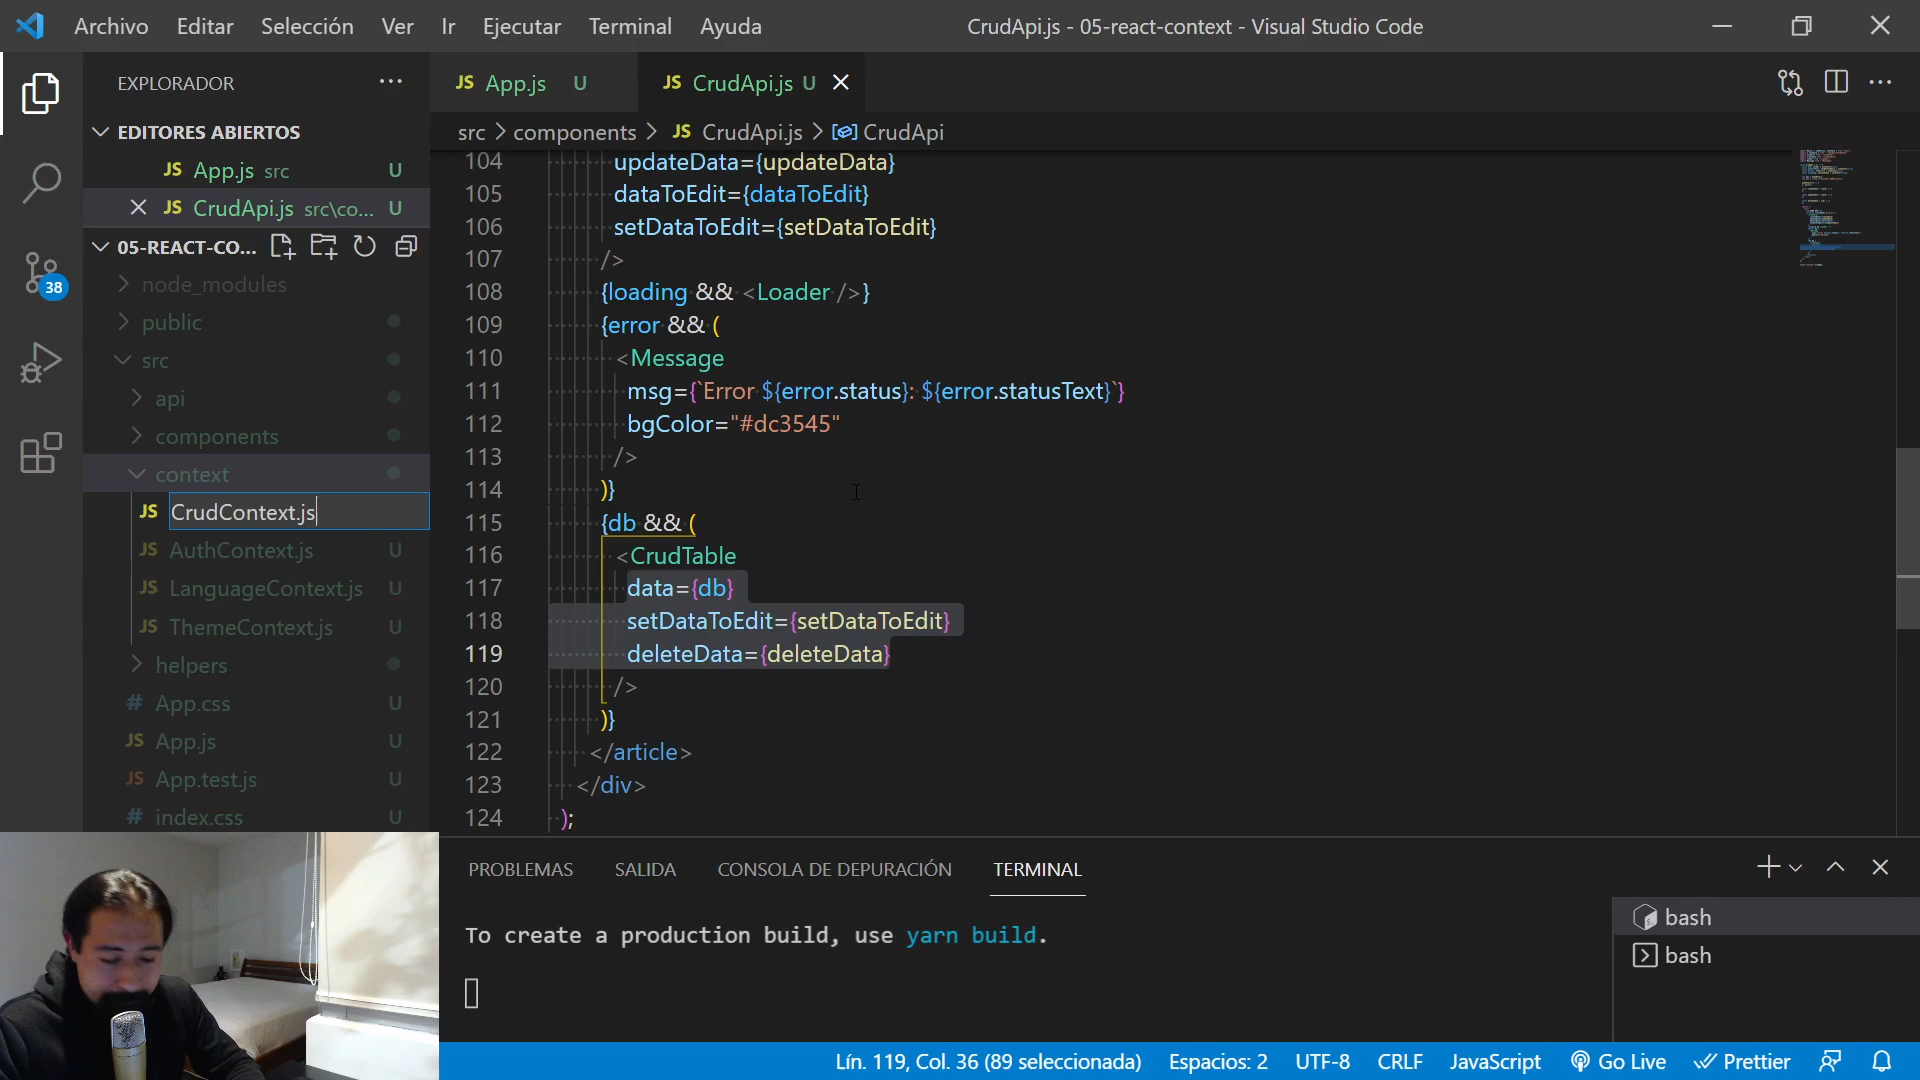 Archivo Editar Selección Ver Ir Ejecutar Terminal Ayuda CrudApi.js - 05-react-context - Visual Studio Code
EXPLORADOR
EDITORES ABIERTOS
JS App.js src U
JS CrudApi.js src\co... U
05-REACT-CO...
node_modules
public
src
api
components
context
JS CrudContext.js
JS AuthContext.js U
JS LanguageContext.js U
JS ThemeContext.js U
helpers
# App.css U
JS App.js U
JS App.test.js U
# index.css U
38
JS App.js U
JS CrudApi.js U
src > components > JS CrudApi.js > CrudApi
104 updateData={updateData}
105 dataToEdit={dataToEdit}
106 setDataToEdit={setDataToEdit}
107 />
108 {loading && <Loader />}
109 {error && (
110 <Message
111 msg={`Error ${error.status}: ${error.statusText}`}
112 bgColor="#dc3545"
113 />
114 )}
115 {db && (
116 <CrudTable
117 data={db}
118 setDataToEdit={setDataToEdit}
119 deleteData={deleteData}
120 />
121 )}
122 </article>
123 </div>
124 );
PROBLEMAS SALIDA CONSOLA DE DEPURACIÓN TERMINAL
To create a production build, use yarn build.
bash
bash
Lín. 119, Col. 36 (89 seleccionada) Espacios: 2 UTF-8 CRLF JavaScript Go Live Prettier